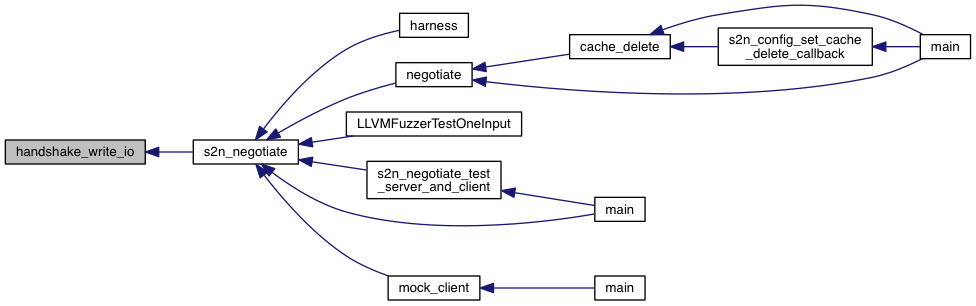 harness
cache_delete
s2n_config_set_cache
_delete_callback
main
negotiate
LLVMFuzzerTestOneInput
handshake_write_io
s2n_negotiate
s2n_negotiate_test
_server_and_client
main
mock_client
main